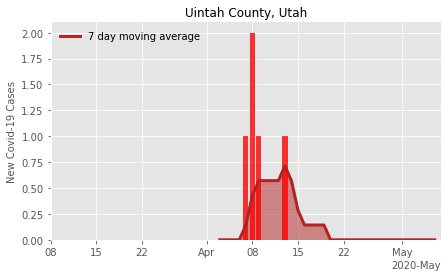 Uintah County, Utah
7 day moving average
New Covid-19 Cases
2.00
1.75
1.50
1.25
1.00
0.75
0.50
0.25
0.00
08 15 22 Apr 08 15 22 May
2020-May